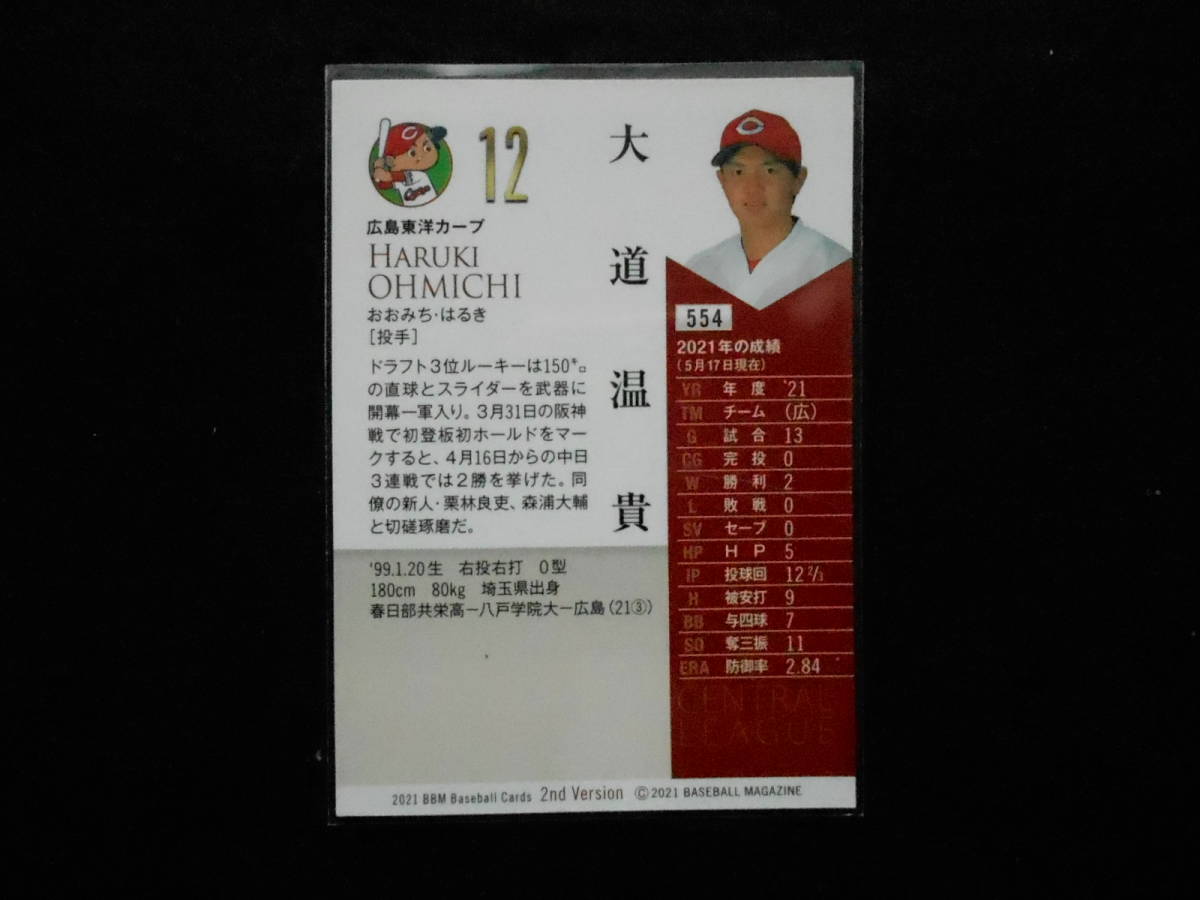 12
広島東洋カープ
HARUKI
OHMICHI
おおみち・はるき
[投手]
大道温貴
ドラフト3位ルーキーは150㌔
の直球とスライダーを武器に
開幕一軍入り。3月31日の阪神
戦で初登板初ホールドをマー
クすると、4月16日からの中日
3連戦では2勝を挙げた。同
僚の新人・栗林良吏、森浦大輔
と切磋琢磨だ。
'99.1.20生 右投右打 O型
180cm 80kg 埼玉県出身
春日部共栄高ー八戸学院大ー広島(21③)
C
554
2021年の成績
(5月17日現在)
YR 年度 '21
TM チーム (広)
G 試合 13
CG 完投 0
W 勝利 2
L 敗戦 0
SV セーブ 0
HP HP 5
IP 投球回 12 2/3
H 被安打 9
BB 与四球 7
SO 奪三振 11
ERA 防御率 2.84
CENTRAL
LEAGUE
2021 BBM Baseball Cards 2nd Version ©2021 BASEBALL MAGAZINE